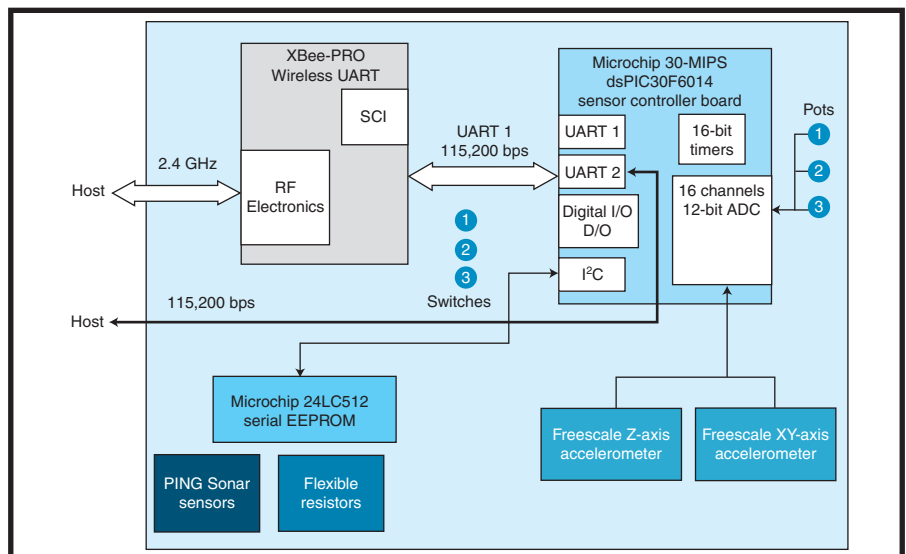 XBee-PRO
Wireless UART
SCI
RF
Electronics
2.4 GHz
Host
UART 1
115,200 bps
1
2
3
Switches
Microchip 30-MIPS
dsPIC30F6014
sensor controller board
UART 1
UART 2
Digital I/O
D/O
I²C
16-bit
timers
16 channels
12-bit ADC
Pots
1
2
3
115,200 bps
Host
Microchip 24LC512
serial EEPROM
Freescale Z-axis
accelerometer
Freescale XY-axis
accelerometer
PING Sonar
sensors
Flexible
resistors